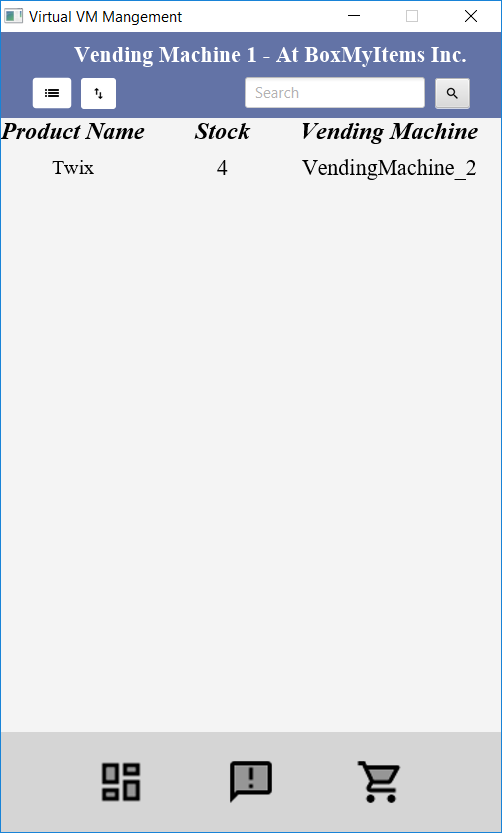 Virtual VM Mangement
Vending Machine 1 - At BoxMyItems Inc.
Search
Product Name Stock Vending Machine
Twix 4 VendingMachine_2